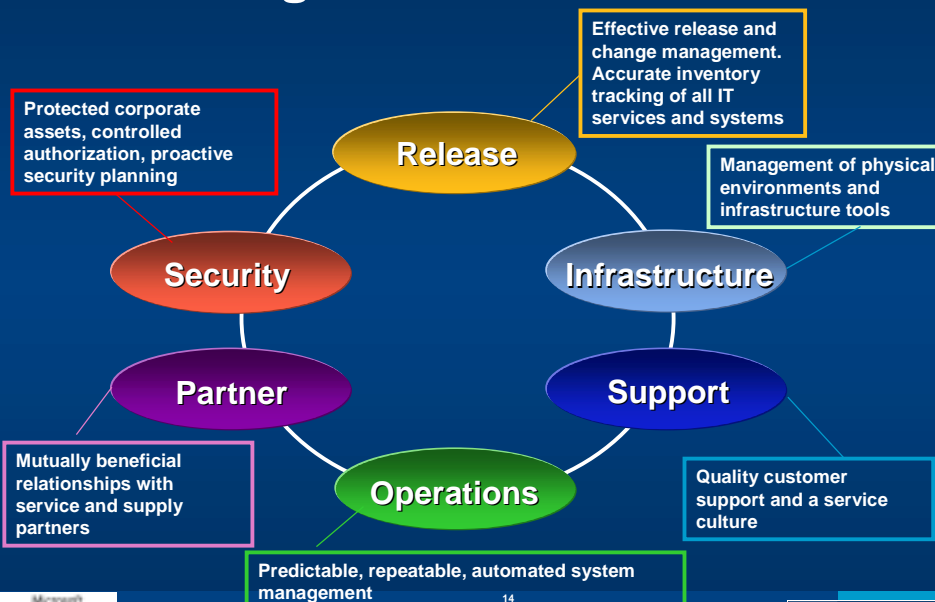 Effective release and
change management.
Accurate inventory
tracking of all IT
services and systems
Protected corporate
assets, controlled
authorization, proactive
security planning
Release
Management of physical
environments and
infrastructure tools
Security
Infrastructure
Partner
Support
Mutually beneficial
relationships with
service and supply
partners
Operations
Quality customer
support and a service
culture
Predictable, repeatable, automated system
management
14